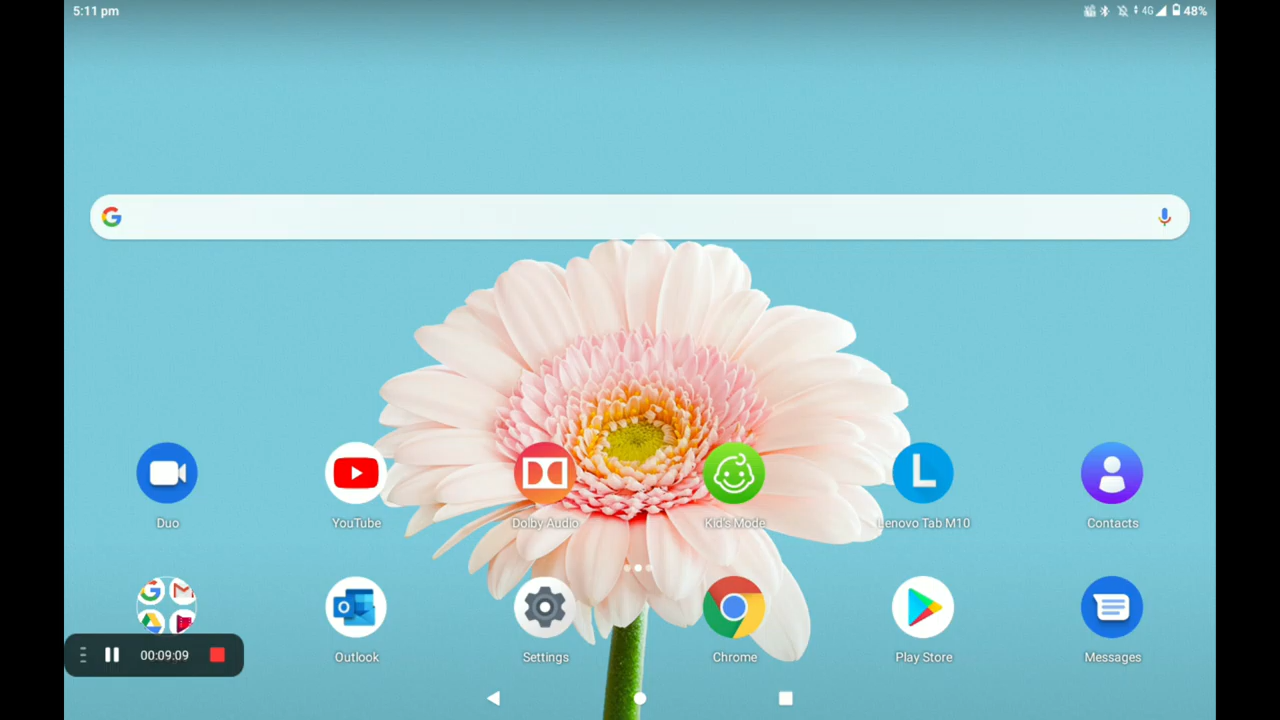 5:11 pm
4G 48%
Duo
YouTube
Dolby Audio
Kid's Mode
Lenovo Tab M10
Contacts
Outlook
Settings
Chrome
Play Store
Messages
00:09:09